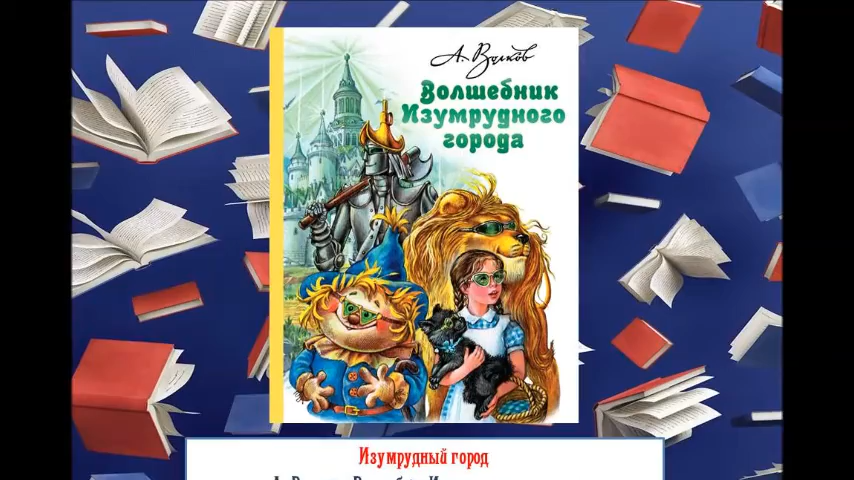 А. Волков
Волшебник
Изумрудного
города
Изумрудный город